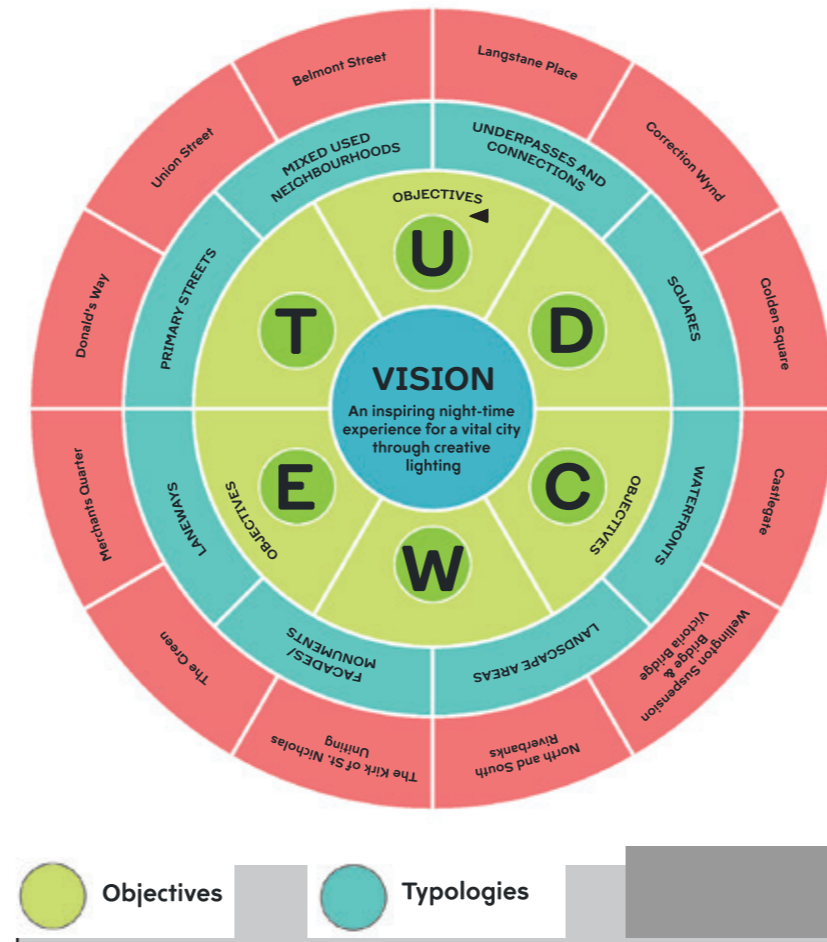 Belmont Street
Langstane Place
Correction Wynd
Golden Square
Castlegate
Wellington Suspension
Bridge &
Victoria Bridge
North and South
Riverbanks
The Kirk of St. Nicholas
Uniting
The Green
Merchants Quarter
Donald's Way
Union Street
MIXED USED
NEIGHBOURHOODS
UNDERPASSES AND
CONNECTIONS
SQUARES
WATERFRONTS
LANDSCAPE AREAS
FACADES/
MONUMENTS
LANEWAYS
PRIMARY STREETS
OBJECTIVES
U
D
C
OBJECTIVES
W
E
OBJECTIVES
T
VISION
An inspiring night-time
experience for a vital city
through creative
lighting
Objectives
Typologies